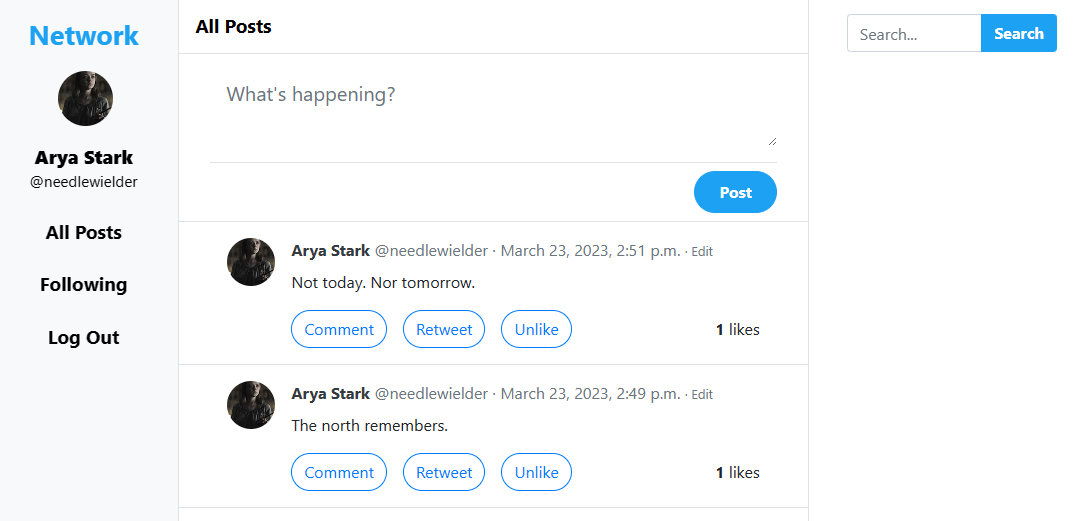 Network
Arya Stark
@needlewielder
All Posts
Following
Log Out
All Posts
What's happening?
Post
Arya Stark @needlewielder · March 23, 2023, 2:51 p.m. · Edit
Not today. Nor tomorrow.
Comment Retweet Unlike 1 likes
Arya Stark @needlewielder · March 23, 2023, 2:49 p.m. · Edit
The north remembers.
Comment Retweet Unlike 1 likes
Search... Search